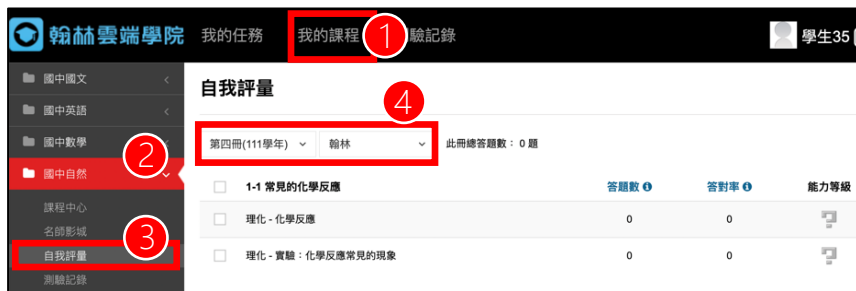 翰林雲端學院 我的任務 我的課程 1 驗記錄 學生35
國中國文
國中英語
國中數學
2
國中自然
課程中心
名師影城
3
自我評量
測驗記錄
自我評量
4
第四冊(111學年) 翰林 此冊總答題數： 0 題
1-1 常見的化學反應 答題數 答對率 能力等級
理化 - 化學反應 0 0 ?
理化 - 實驗：化學反應常見的現象 0 0 ?